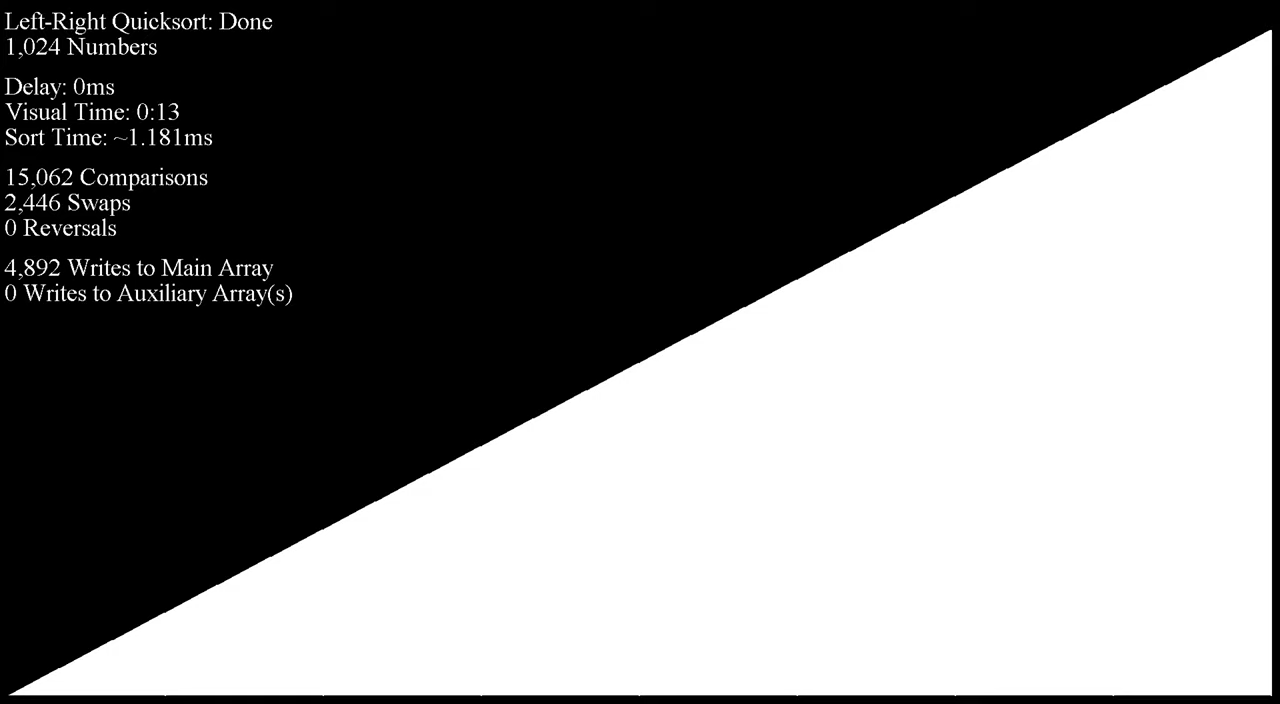 Left-Right Quicksort: Done
1,024 Numbers
Delay: 0ms
Visual Time: 0:13
Sort Time: ~1.181ms
15,062 Comparisons
2,446 Swaps
0 Reversals
4,892 Writes to Main Array
0 Writes to Auxiliary Array(s)